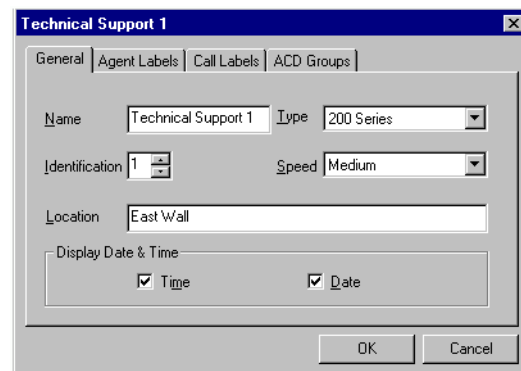 Technical Support 1
General Agent Labels Call Labels ACD Groups
Name Technical Support 1 Type 200 Series
Identification 1 Speed Medium
Location East Wall
Display Date & Time
Time Date
OK Cancel